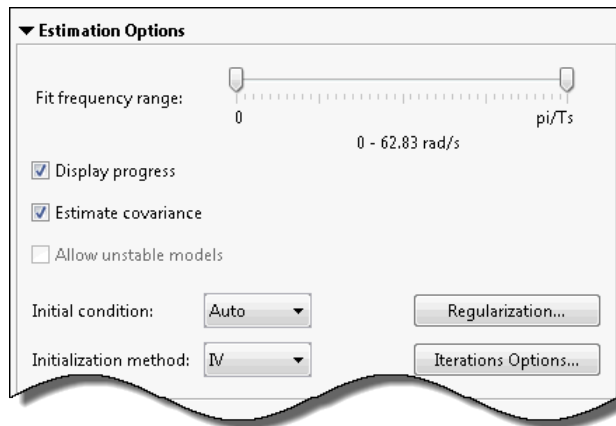 Estimation Options
Fit frequency range:
0
pi/Ts
0 - 62.83 rad/s
Display progress
Estimate covariance
Allow unstable models
Initial condition: Auto Regularization...
Initialization method: IV Iterations Options...